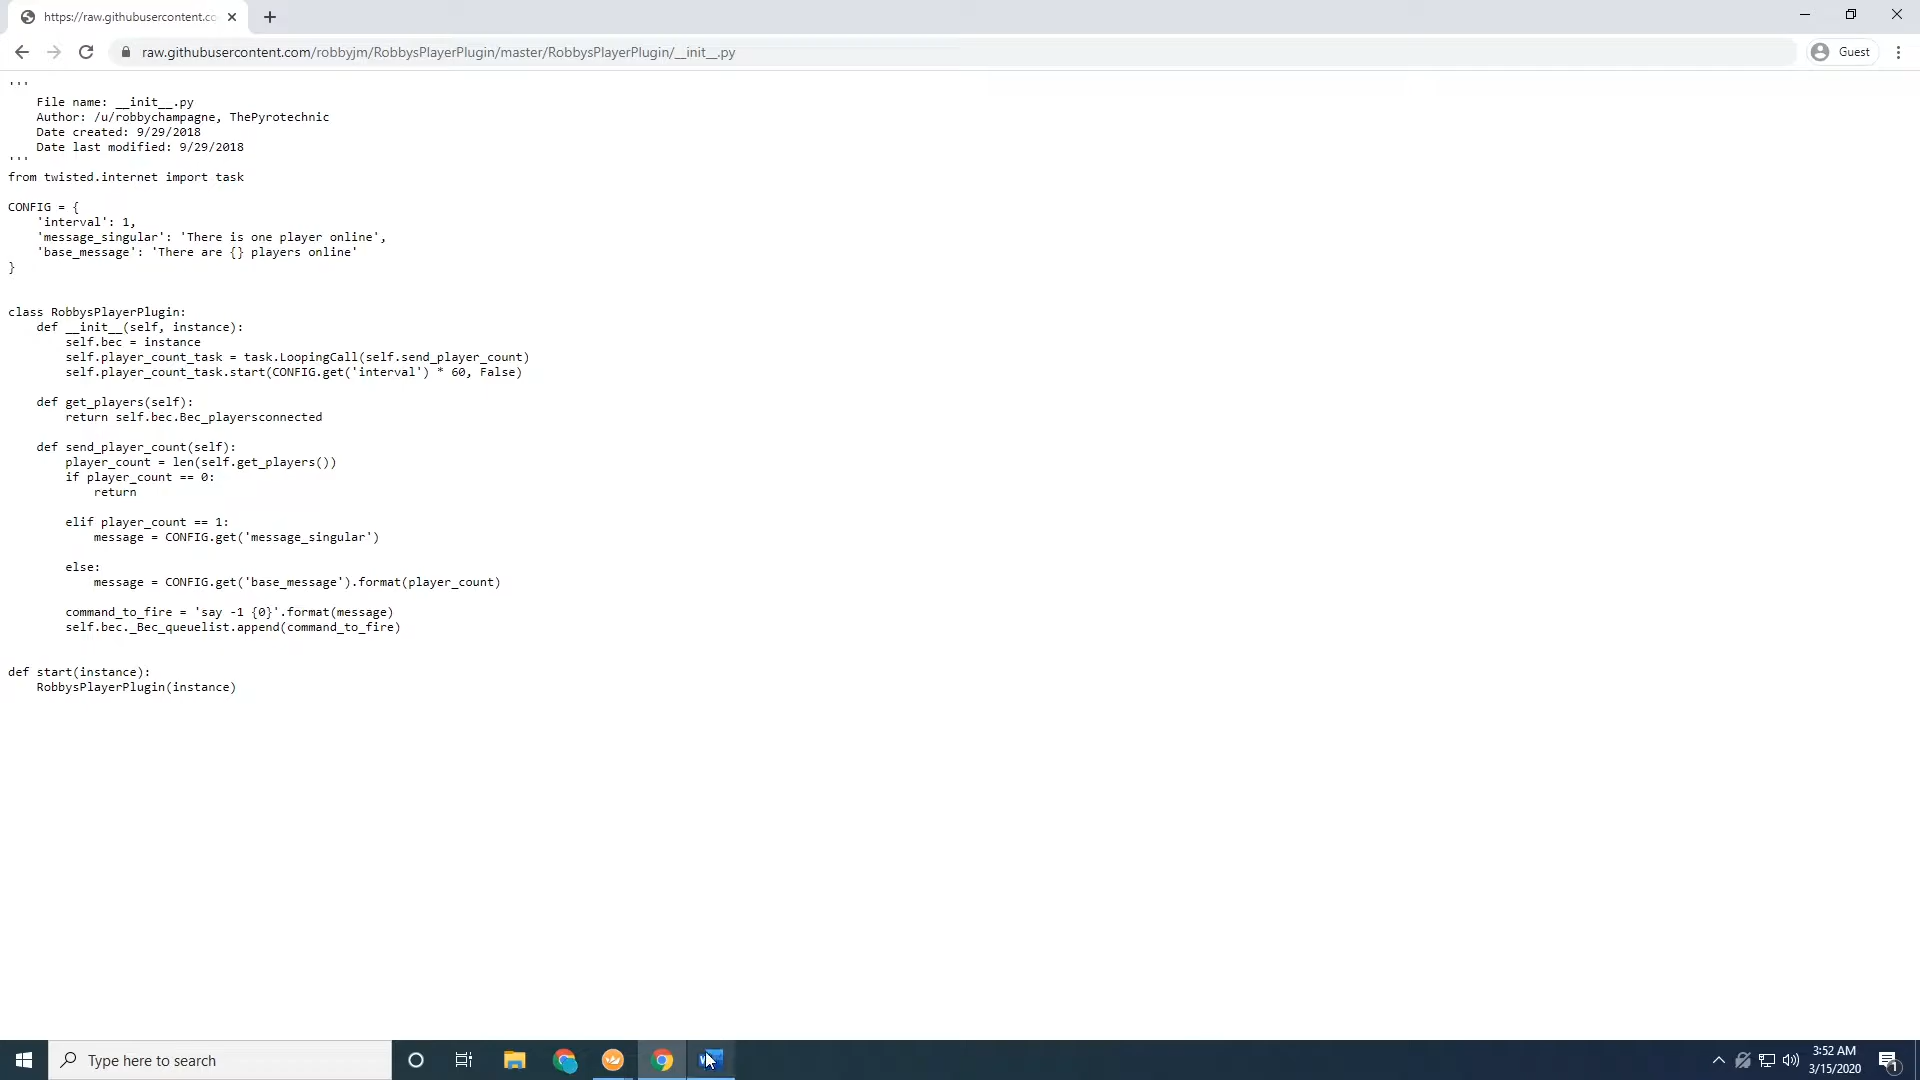 https://raw.githubusercontent.co
raw.githubusercontent.com/robbyjm/RobbysPlayerPlugin/master/RobbysPlayerPlugin/__init__.py
Guest
'''
    File name: __init__.py
    Author: /u/robbychampagne, ThePyrotechnic
    Date created: 9/29/2018
    Date last modified: 9/29/2018
'''
from twisted.internet import task
CONFIG = {
    'interval': 1,
    'message_singular': 'There is one player online',
    'base_message': 'There are {} players online'
}
class RobbysPlayerPlugin:
    def __init__(self, instance):
        self.bec = instance
        self.player_count_task = task.LoopingCall(self.send_player_count)
        self.player_count_task.start(CONFIG.get('interval') * 60, False)
    def get_players(self):
        return self.bec.Bec_playersconnected
    def send_player_count(self):
        player_count = len(self.get_players())
        if player_count == 0:
            return
        elif player_count == 1:
            message = CONFIG.get('message_singular')
        else:
            message = CONFIG.get('base_message').format(player_count)
        command_to_fire = 'say -1 {0}'.format(message)
        self.bec._Bec_queuelist.append(command_to_fire)
def start(instance):
    RobbysPlayerPlugin(instance)
Type here to search
3:52 AM
3/15/2020
1